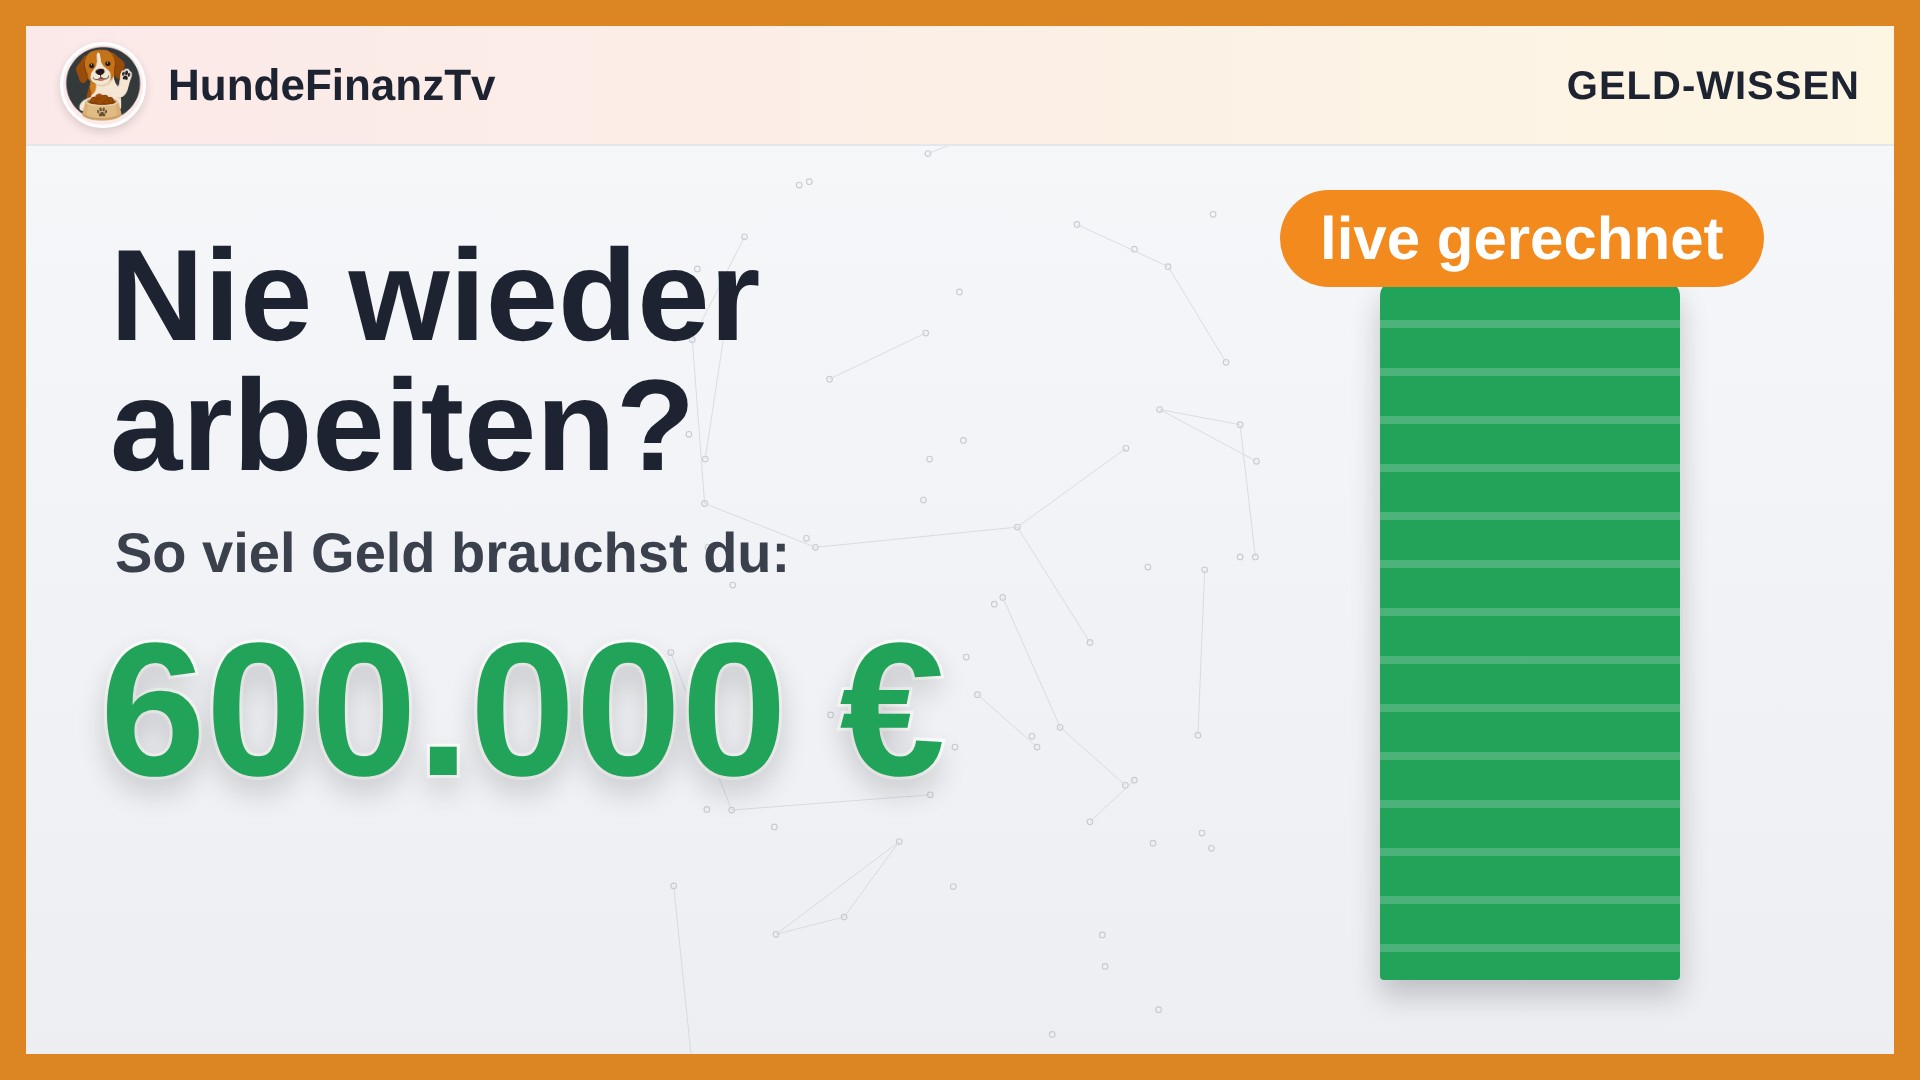 HundeFinanzTv
GELD-WISSEN
live gerechnet
Nie wieder
arbeiten?
So viel Geld brauchst du:
600.000 €